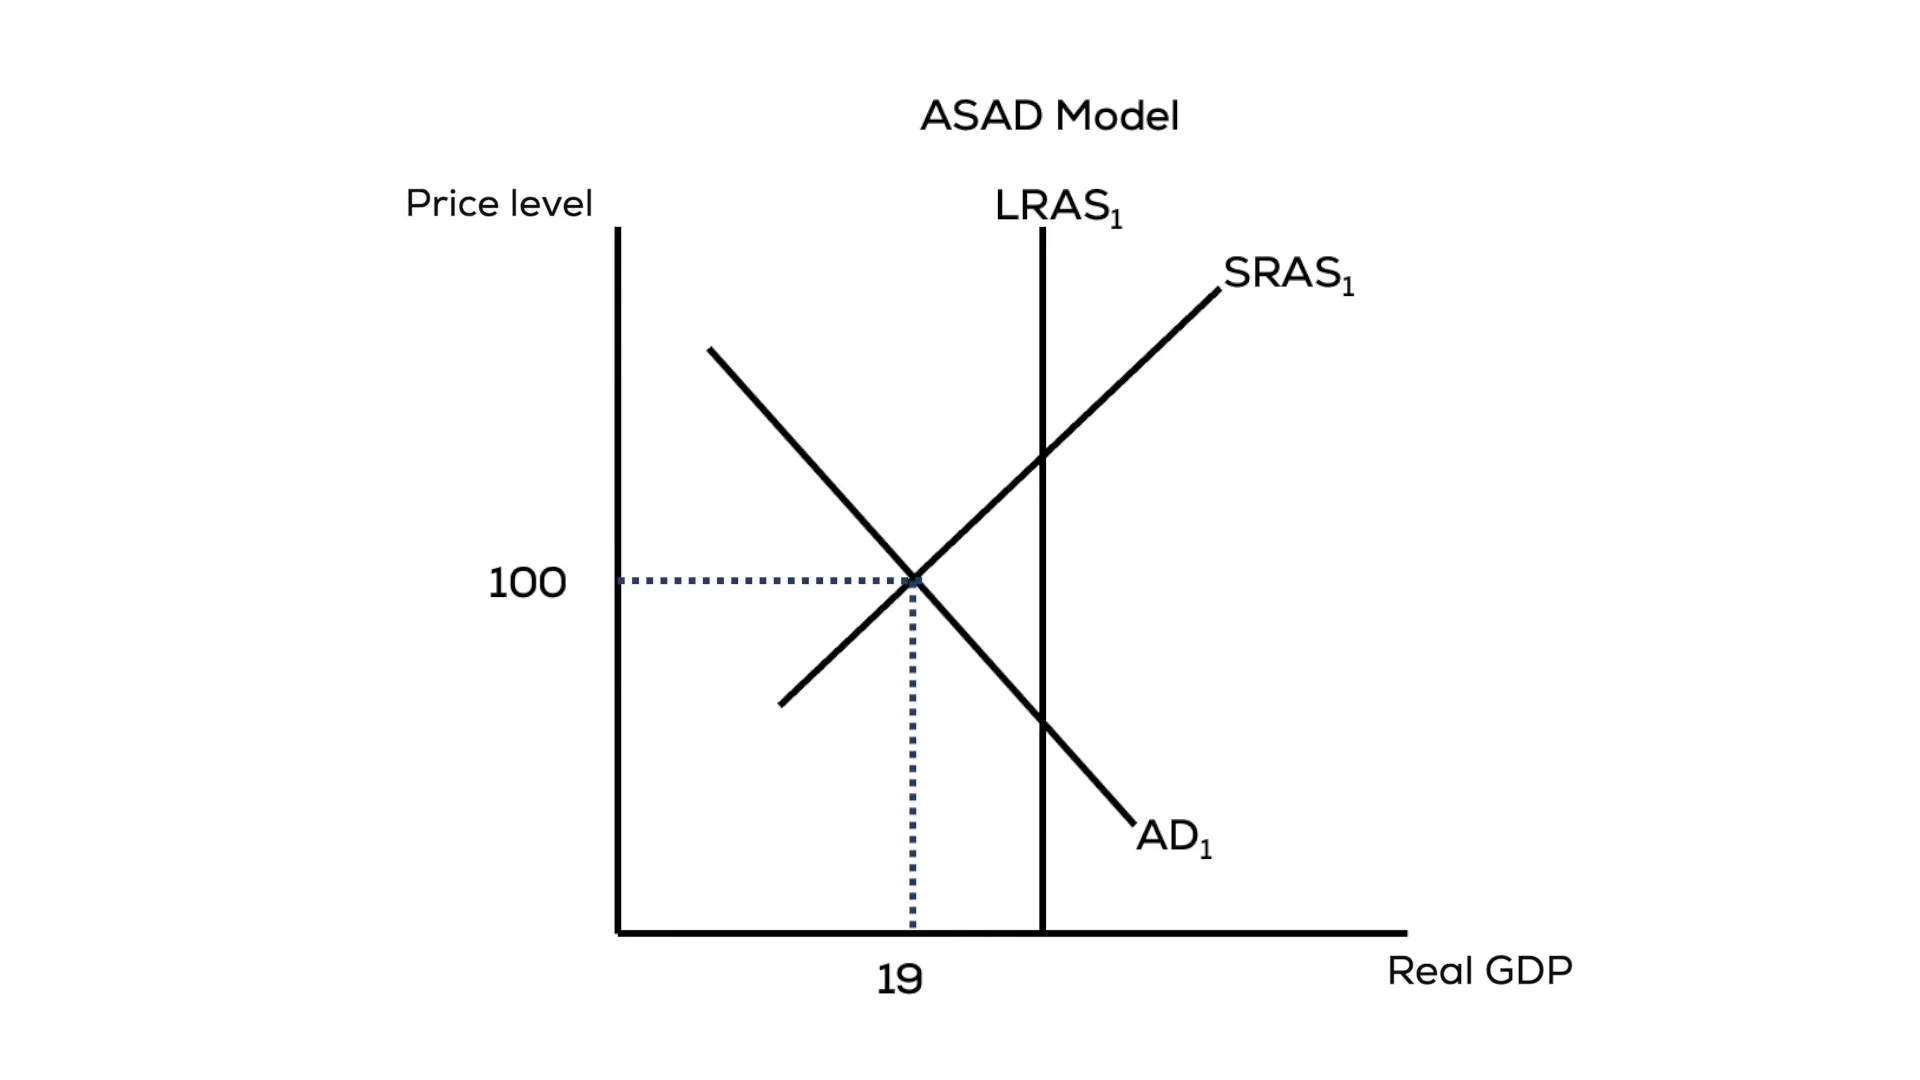 ASAD Model
Price level
LRAS₁
SRAS₁
100
AD₁
19
Real GDP